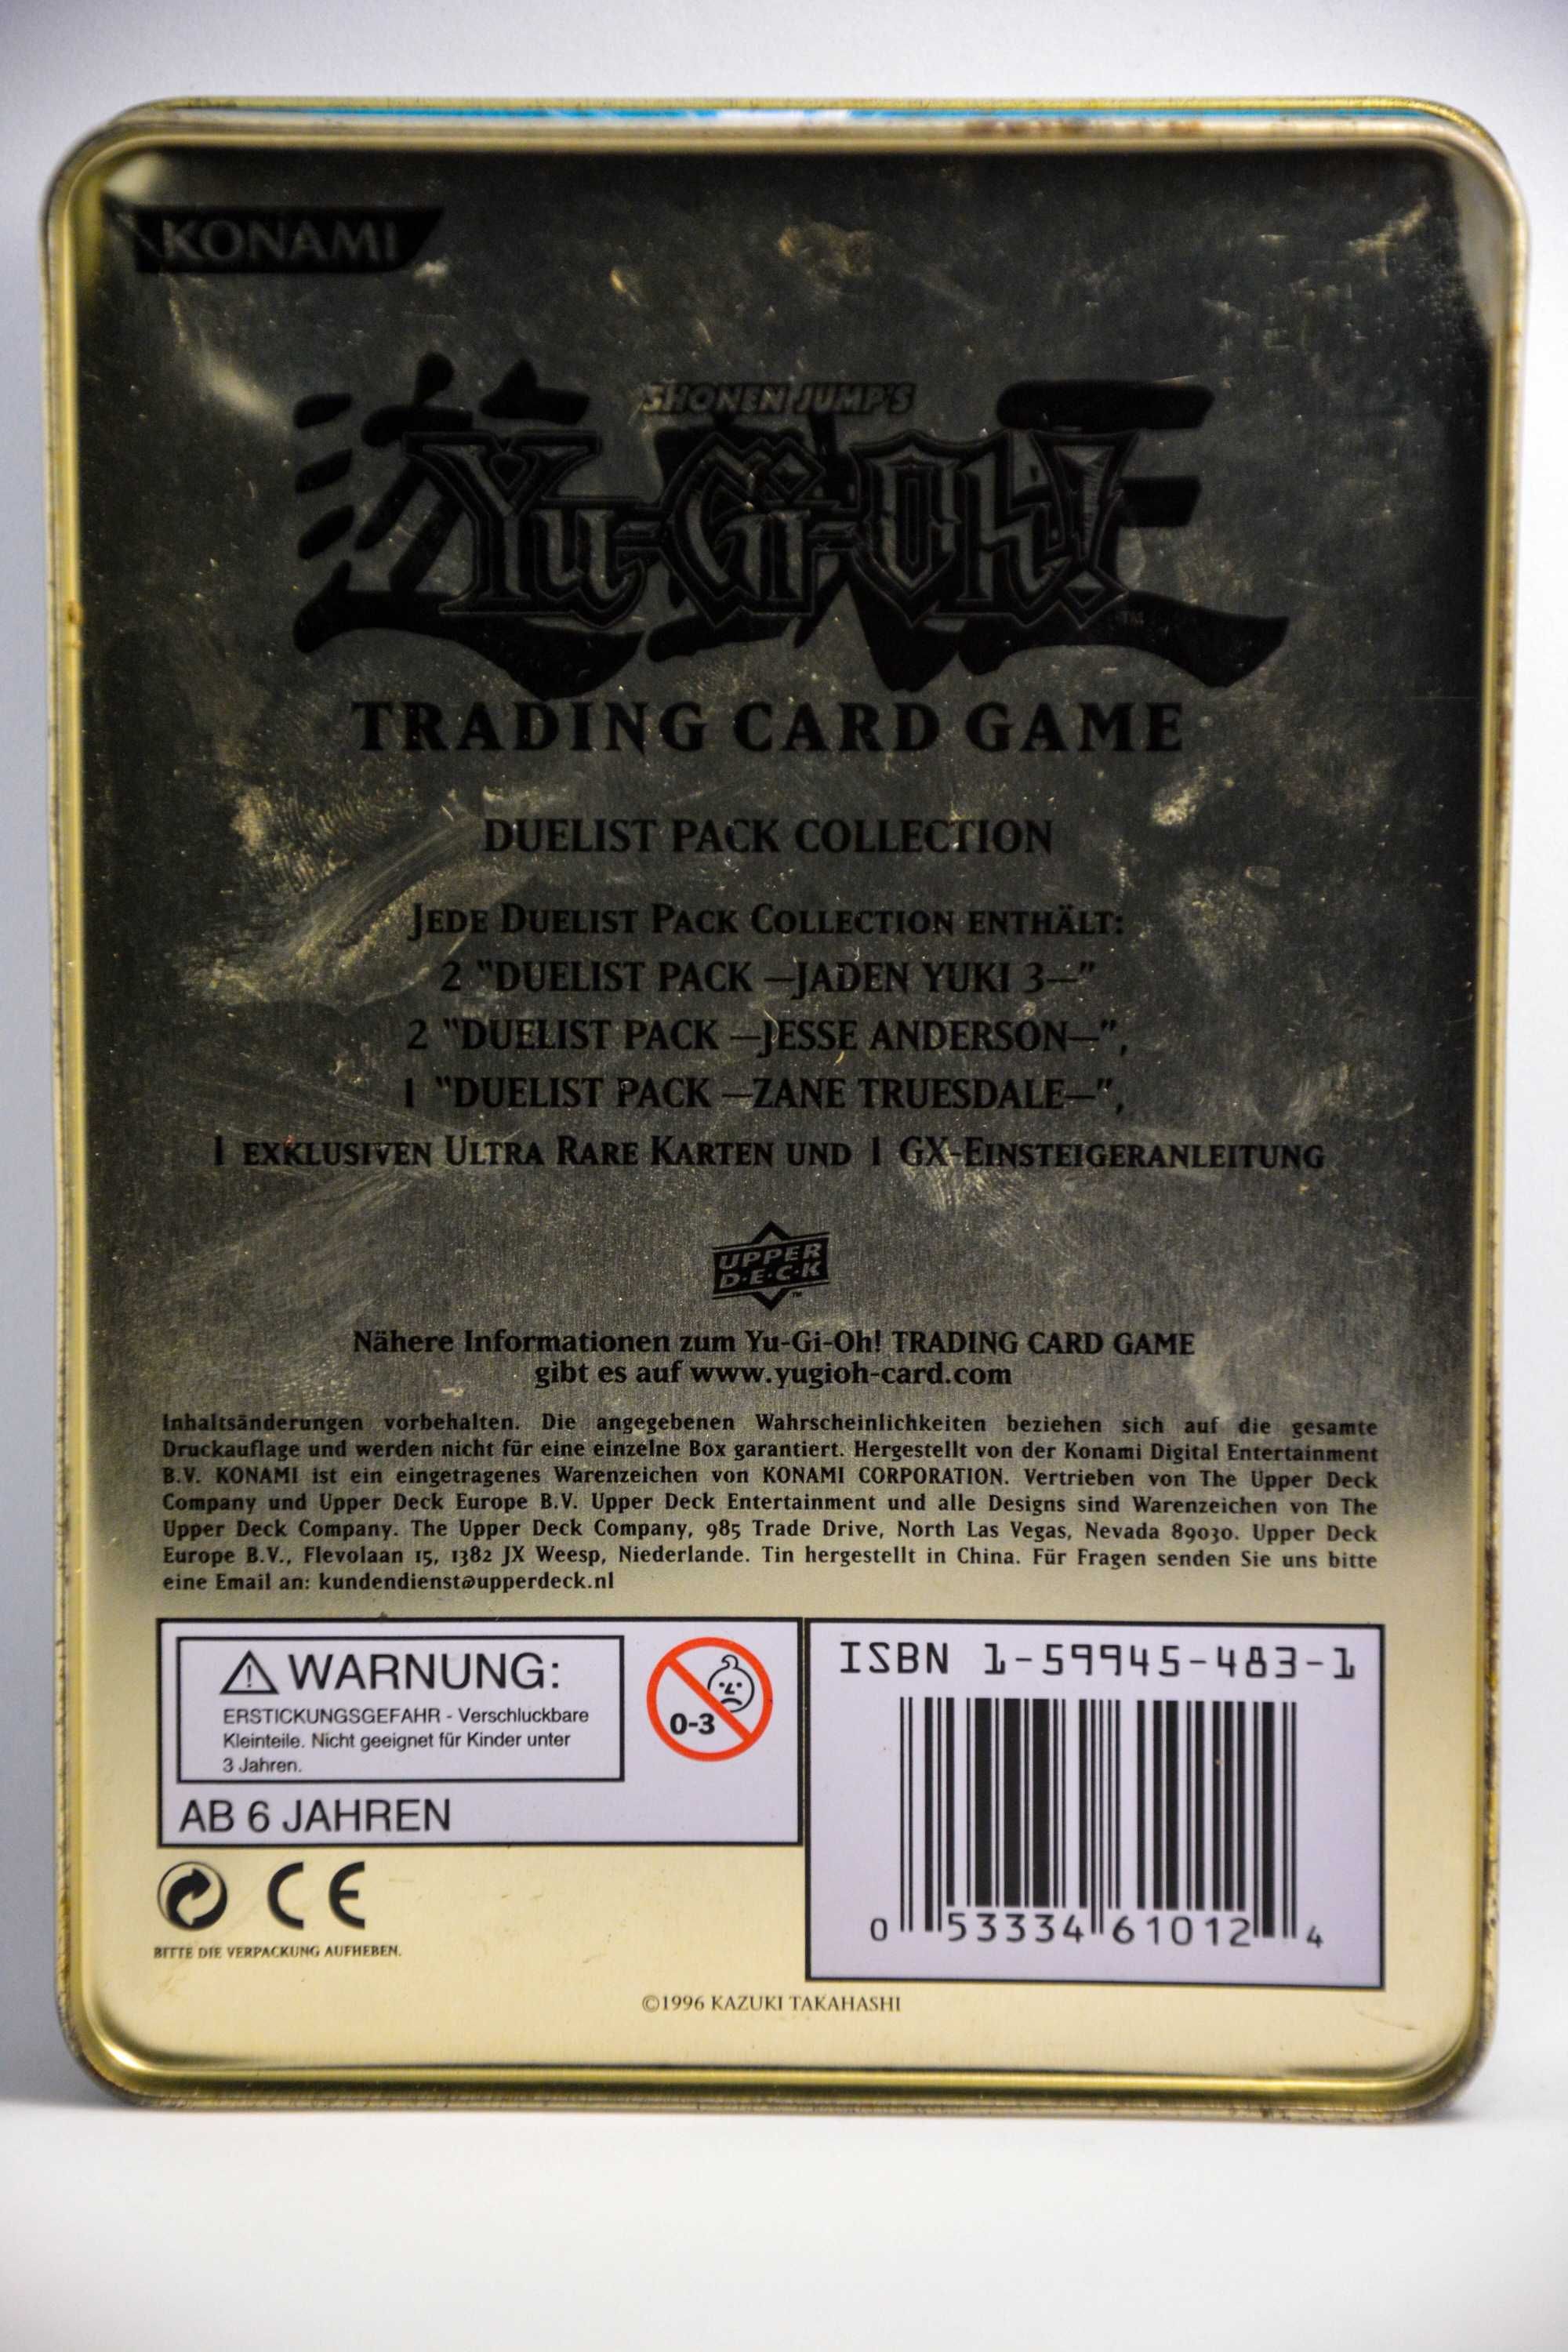 KONAMI
SHONEN JUMP'S
Yu-Gi-Oh!
TM
TRADING CARD GAME
DUELIST PACK COLLECTION
JEDE DUELIST PACK COLLECTION ENTHÄLT:
2 "DUELIST PACK —JADEN YUKI 3—"
2 "DUELIST PACK —JESSE ANDERSON—",
1 "DUELIST PACK —ZANE TRUESDALE—",
1 EXKLUSIVEN ULTRA RARE KARTEN UND 1 GX-EINSTEIGERANLEITUNG
UPPER
D·E·C·K
Nähere Informationen zum Yu-Gi-Oh! TRADING CARD GAME
gibt es auf www.yugioh-card.com
Inhaltsänderungen vorbehalten. Die angegebenen Wahrscheinlichkeiten beziehen sich auf die gesamte
Druckauflage und werden nicht für eine einzelne Box garantiert. Hergestellt von der Konami Digital Entertainment
B.V. KONAMI ist ein eingetragenes Warenzeichen von KONAMI CORPORATION. Vertrieben von The Upper Deck
Company und Upper Deck Europe B.V. Upper Deck Entertainment und alle Designs sind Warenzeichen von The
Upper Deck Company. The Upper Deck Company, 985 Trade Drive, North Las Vegas, Nevada 89030. Upper Deck
Europe B.V., Flevolaan 15, 1382 JX Weesp, Niederlande. Tin hergestellt in China. Für Fragen senden Sie uns bitte
eine Email an: kundendienst@upperdeck.nl
WARNUNG:
ERSTICKUNGSGEFAHR - Verschluckbare
Kleinteile. Nicht geeignet für Kinder unter
3 Jahren.
0-3
AB 6 JAHREN
CE
BITTE DIE VERPACKUNG AUFHEBEN.
ISBN 1-59945-483-1
0 53334 61012 4
©1996 KAZUKI TAKAHASHI